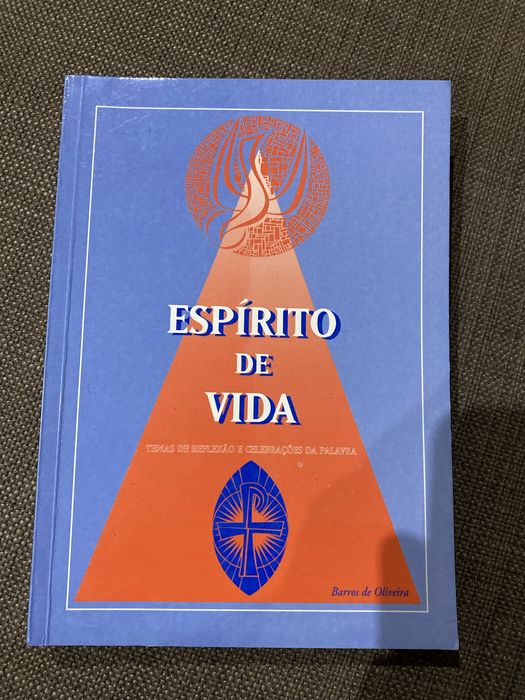 ESPÍRITO
DE
VIDA
TEMAS DE REFLEXÃO E CELEBRAÇÕES DA PALAVRA
Barros de Oliveira